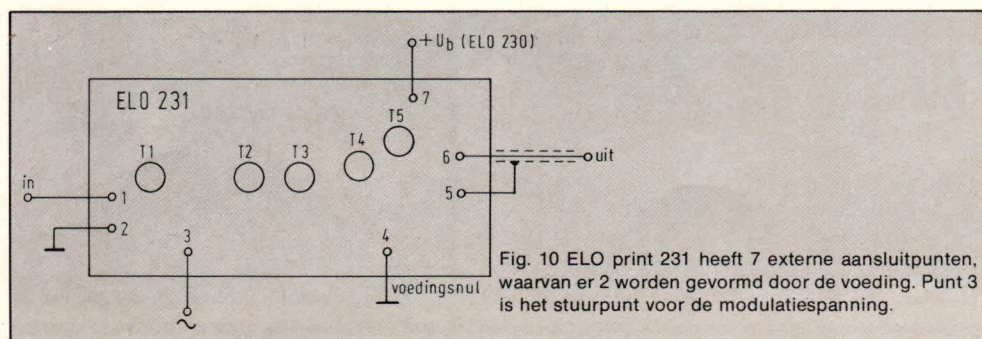 +Ub (ELO 230)
ELO 231
7
T5
T4
T1
T2
T3
6
uit
in
1
5
2
3
4
voedingsnul
~
Fig. 10 ELO print 231 heeft 7 externe aansluitpunten,
waarvan er 2 worden gevormd door de voeding. Punt 3
is het stuurpunt voor de modulatiespanning.